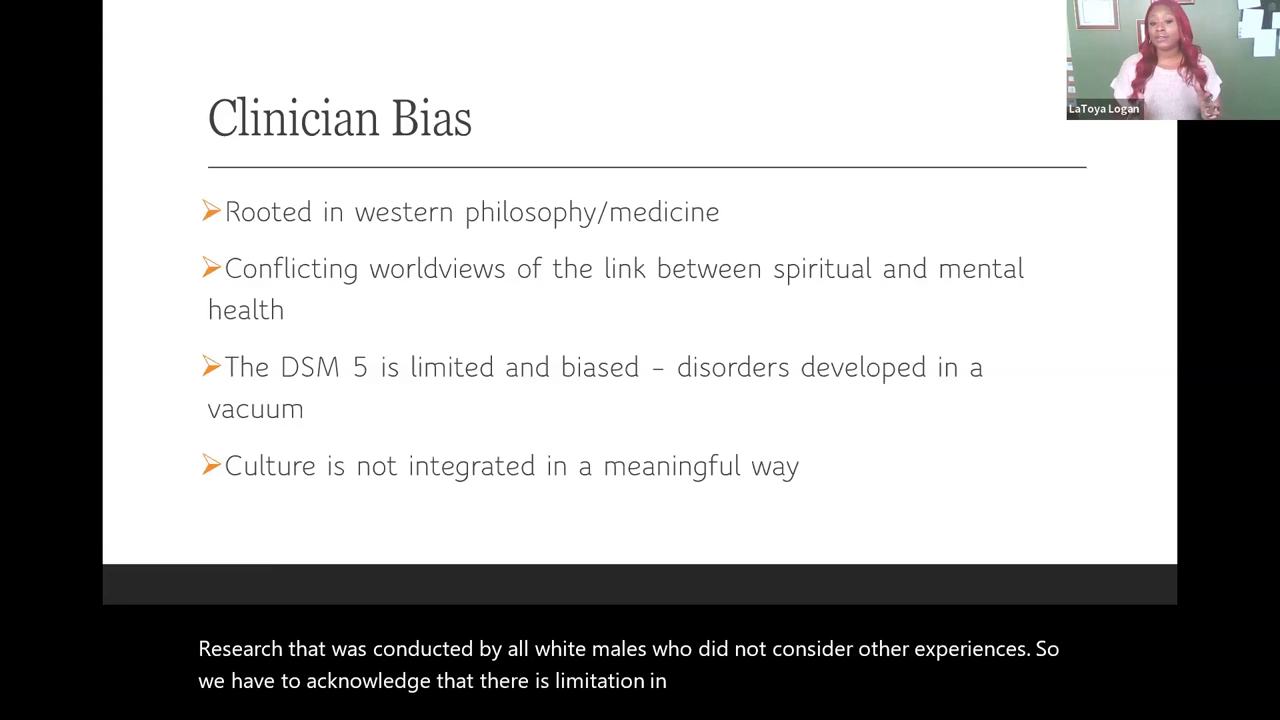 Clinician Bias
LaToya Logan
Rooted in western philosophy/medicine
Conflicting worldviews of the link between spiritual and mental
health
The DSM 5 is limited and biased – disorders developed in a
vacuum
Culture is not integrated in a meaningful way
Research that was conducted by all white males who did not consider other experiences. So
we have to acknowledge that there is limitation in